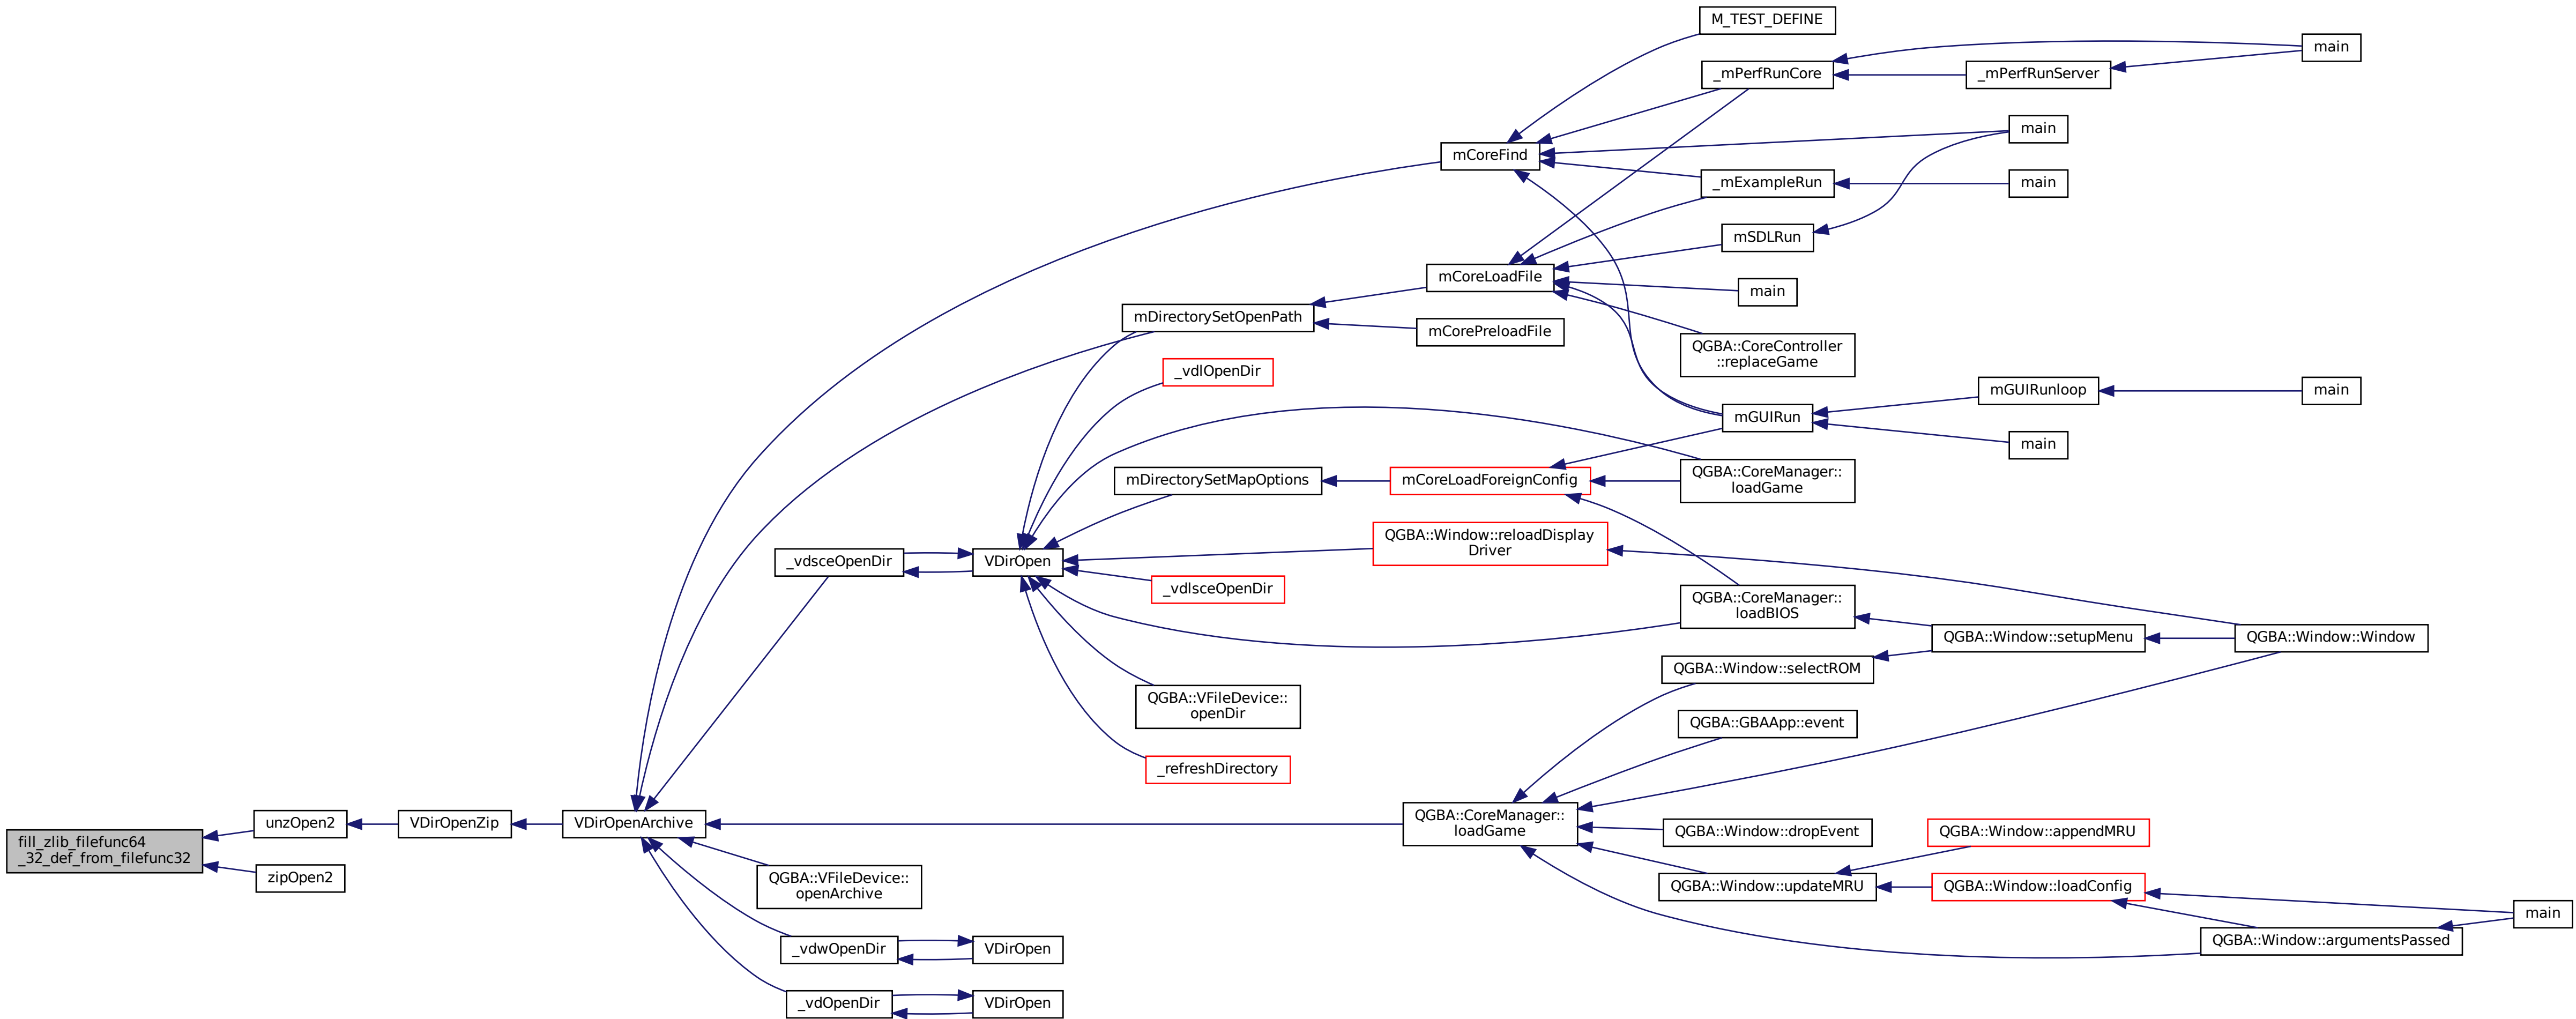 M_TEST_DEFINE
main
_mPerfRunCore
_mPerfRunServer
main
mCoreFind
_mExampleRun
main
mSDLRun
mCoreLoadFile
main
mDirectorySetOpenPath
mCorePreloadFile
QGBA::CoreController
::replaceGame
_vdlOpenDir
mGUIRunloop
main
mGUIRun
main
mDirectorySetMapOptions
mCoreLoadForeignConfig
QGBA::CoreManager::
loadGame
QGBA::Window::reloadDisplay
Driver
_vdsceOpenDir
VDirOpen
_vdlsceOpenDir
QGBA::CoreManager::
loadBIOS
QGBA::Window::setupMenu
QGBA::Window::Window
QGBA::Window::selectROM
QGBA::VFileDevice::
openDir
QGBA::GBAApp::event
_refreshDirectory
fill_zlib_filefunc64
_32_def_from_filefunc32
unzOpen2
VDirOpenZip
VDirOpenArchive
QGBA::CoreManager::
loadGame
QGBA::Window::dropEvent
QGBA::Window::appendMRU
zipOpen2
QGBA::VFileDevice::
openArchive
QGBA::Window::updateMRU
QGBA::Window::loadConfig
main
QGBA::Window::argumentsPassed
_vdwOpenDir
VDirOpen
_vdOpenDir
VDirOpen